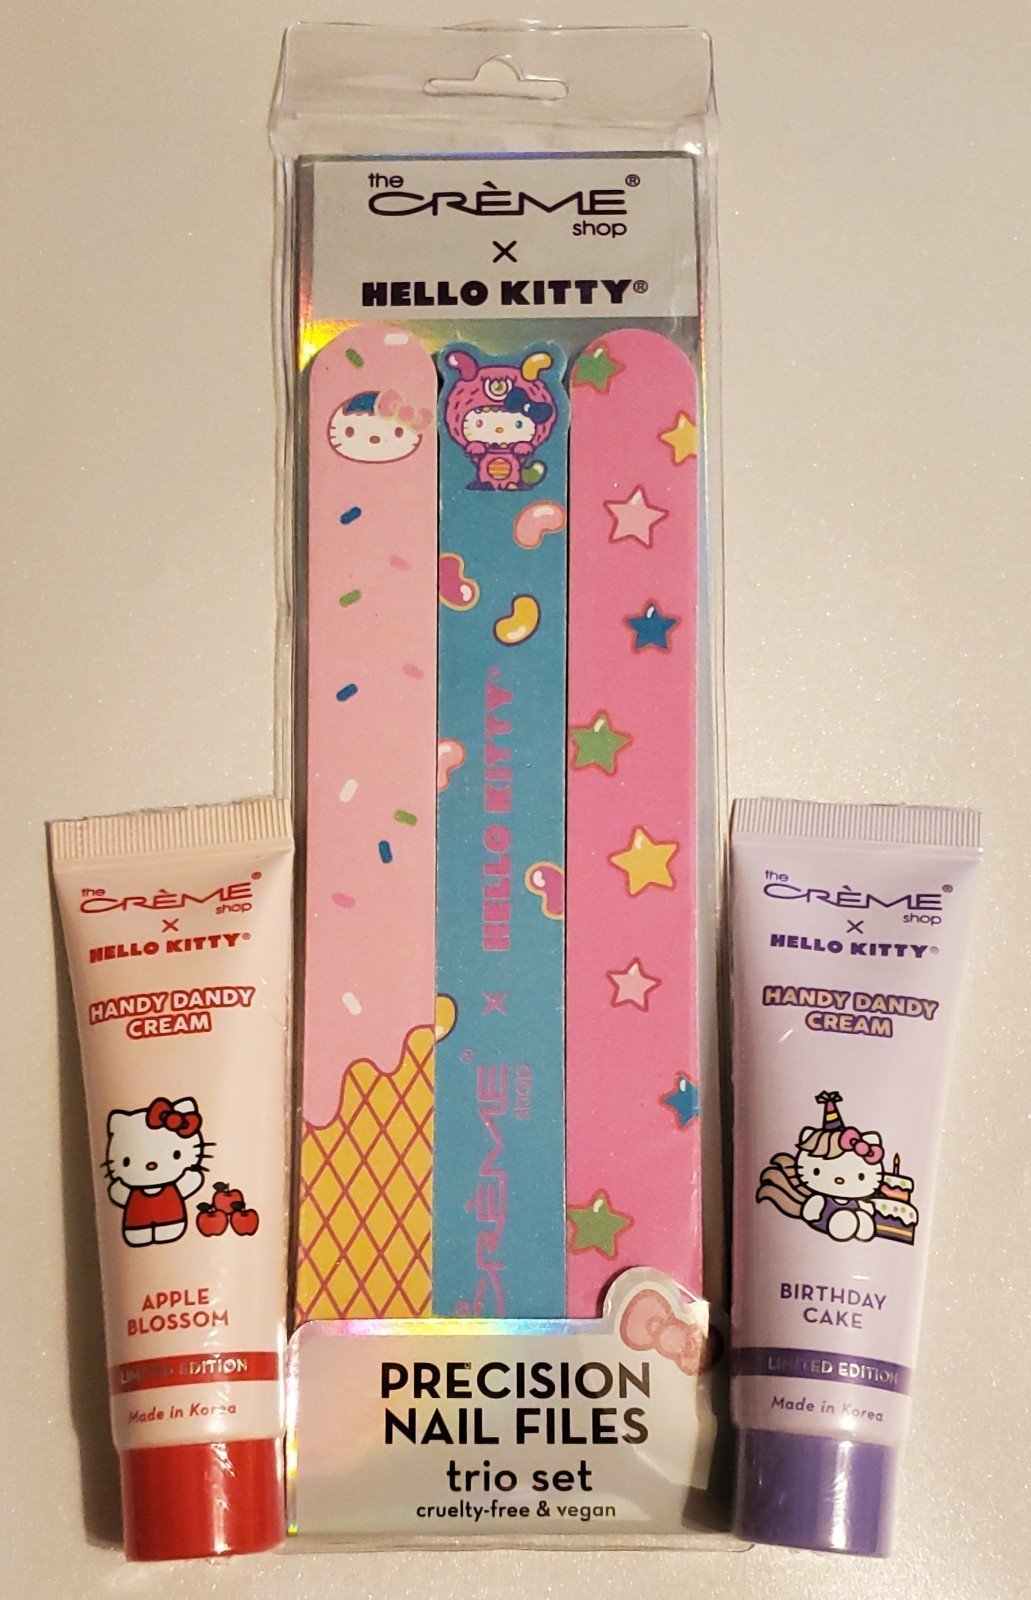 the
CRÈME®
shop
X
HELLO KITTY®
HELLO KITTY®
X
the
CRÈME®
shop
PRECISION
NAIL FILES
trio set
cruelty-free & vegan
the
CRÈME®
shop
X
HELLO KITTY®
HANDY DANDY
CREAM
APPLE
BLOSSOM
LIMITED EDITION
Made in Korea
the
CRÈME®
shop
X
HELLO KITTY®
HANDY DANDY
CREAM
BIRTHDAY
CAKE
LIMITED EDITION
Made in Korea